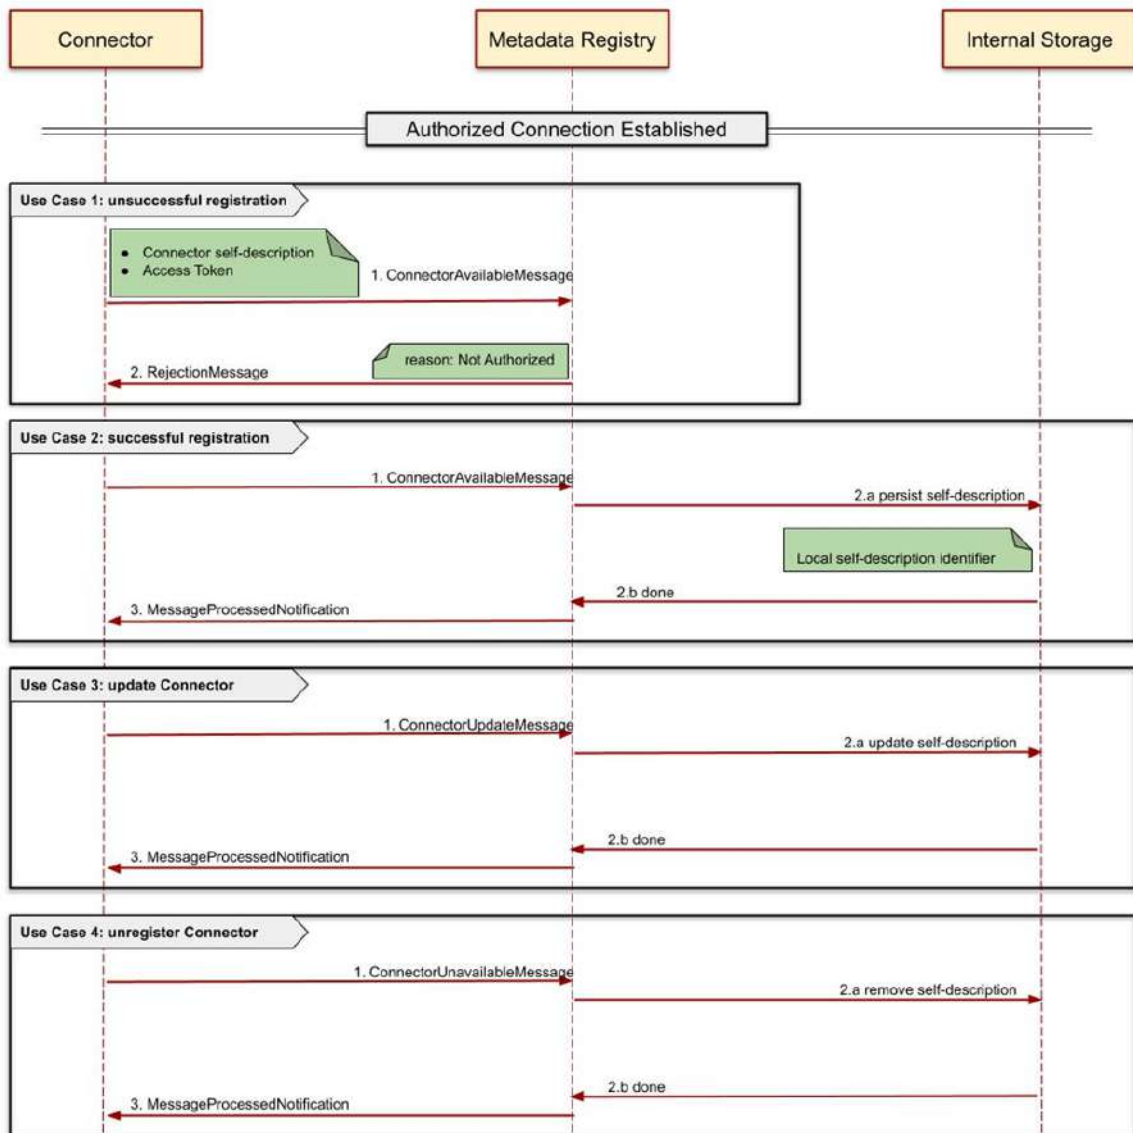 Connector
Metadata Registry
Internal Storage
Authorized Connection Established
Use Case 1: unsuccessful registration
● Connector self-description
● Access Token
1. ConnectorAvailableMessage
reason: Not Authorized
2. RejectionMessage
Use Case 2: successful registration
1. ConnectorAvailableMessage
2.a persist self-description
Local self-description identifier
2.b done
3. MessageProcessedNotification
Use Case 3: update Connector
1. ConnectorUpdateMessage
2.a update self-description
2.b done
3. MessageProcessedNotification
Use Case 4: unregister Connector
1. ConnectorUnavailableMessage
2.a remove self-description
2.b done
3. MessageProcessedNotification